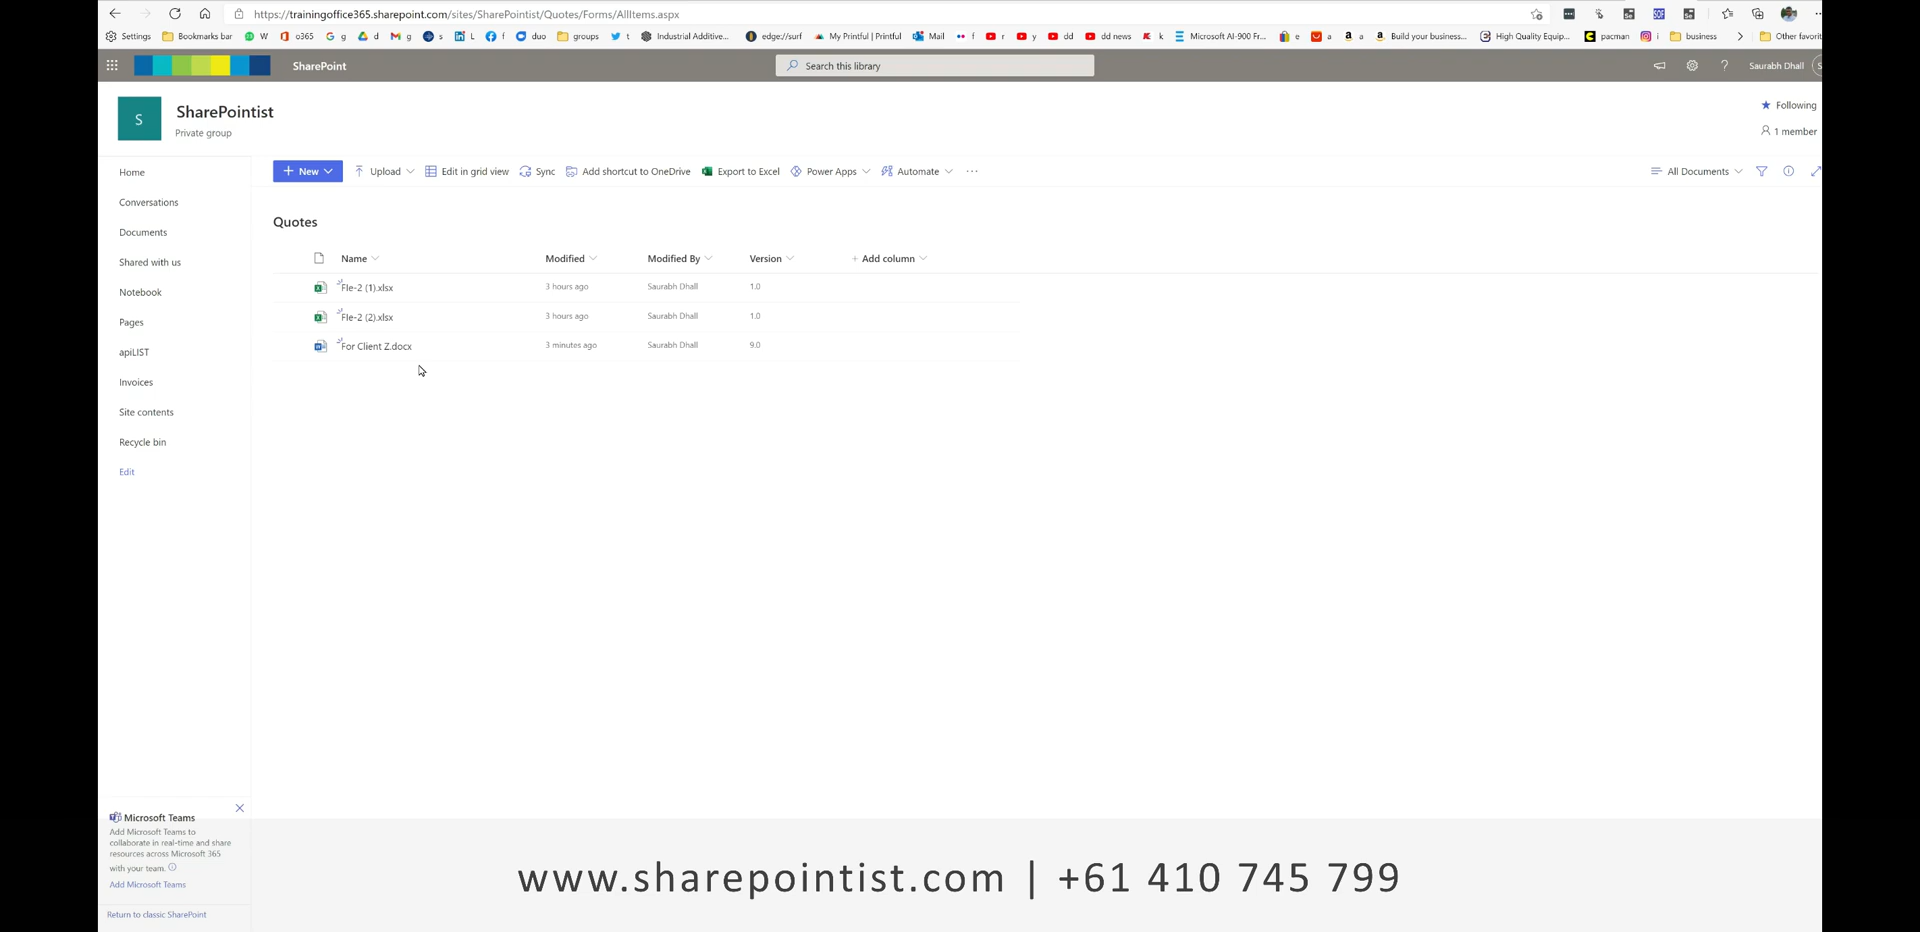 https://trainingoffice365.sharepoint.com/sites/SharePointist/Quotes/Forms/AllItems.aspx
Settings Bookmarks bar W o365 g d g s L f duo groups t Industrial Additive... edge://surf My Printful | Printful Mail f r y dd dd news k Microsoft AI-900 Fr... e a a Build your business... High Quality Equip... pacman i business Other favorit
SharePoint Search this library Saurabh Dhall
S SharePointist Following
Private group 1 member
Home
Conversations
Documents
Shared with us
Notebook
Pages
apiLIST
Invoices
Site contents
Recycle bin
Edit
+ New Upload Edit in grid view Sync Add shortcut to OneDrive Export to Excel Power Apps Automate ... All Documents
Quotes
Name Modified Modified By Version + Add column
Fle-2 (1).xlsx 3 hours ago Saurabh Dhall 1.0
Fle-2 (2).xlsx 3 hours ago Saurabh Dhall 1.0
For Client Z.docx 3 minutes ago Saurabh Dhall 9.0
Microsoft Teams
Add Microsoft Teams to
collaborate in real-time and share
resources across Microsoft 365
with your team.
Add Microsoft Teams
Return to classic SharePoint
www.sharepointist.com | +61 410 745 799